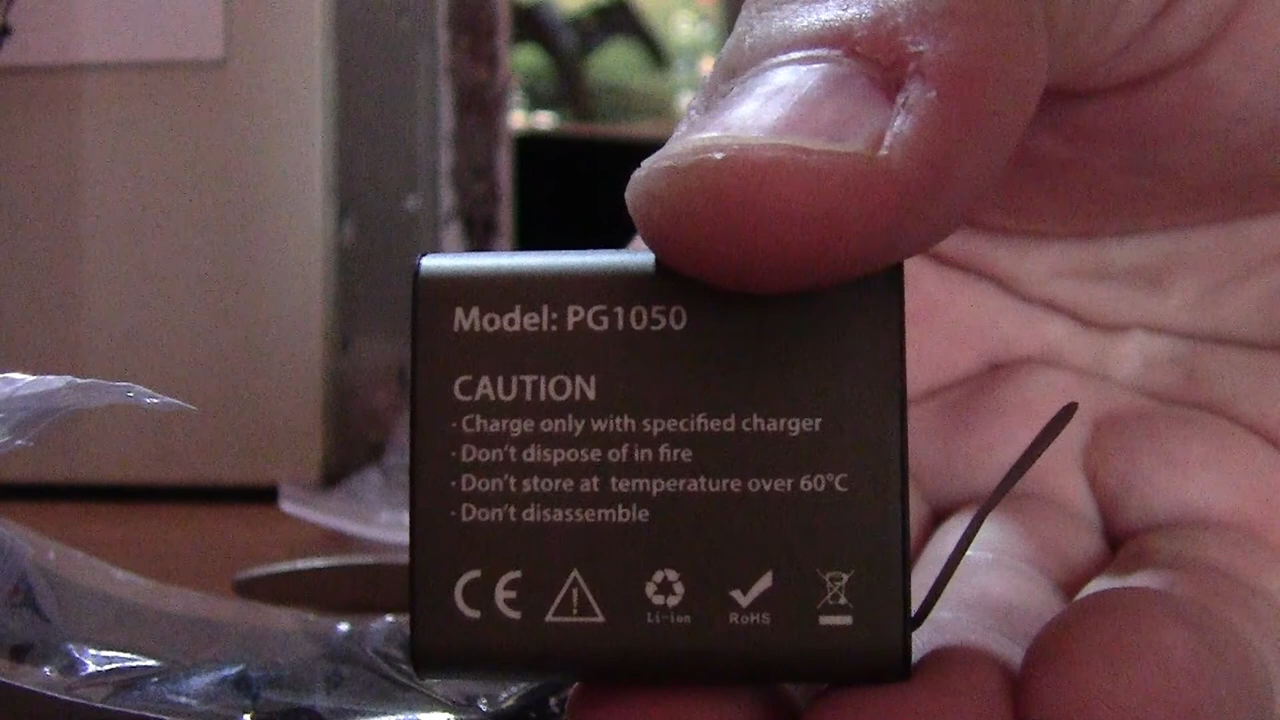 Model: PG1050
CAUTION
· Charge only with specified charger
· Don't dispose of in fire
· Don't store at temperature over 60°C
· Don't disassemble
CE
Li-ion RoHS